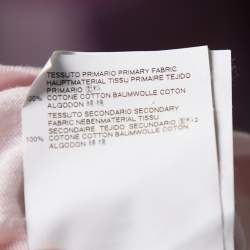 TESSUTO PRIMARIO PRIMARY FABRIC
HAUPTMATERIAL TISSU PRIMAIRE TEJIDO
PRIMARIO
COTONE COTTON BAUMWOLLE COTON
ALGODON
TESSUTO SECONDARIO SECONDARY
FABRIC NEBENMATERIAL TISSU
SECONDAIRE TEJIDO SECUNDARIO
100% COTONE COTTON BAUMWOLLE COTON
ALGODON